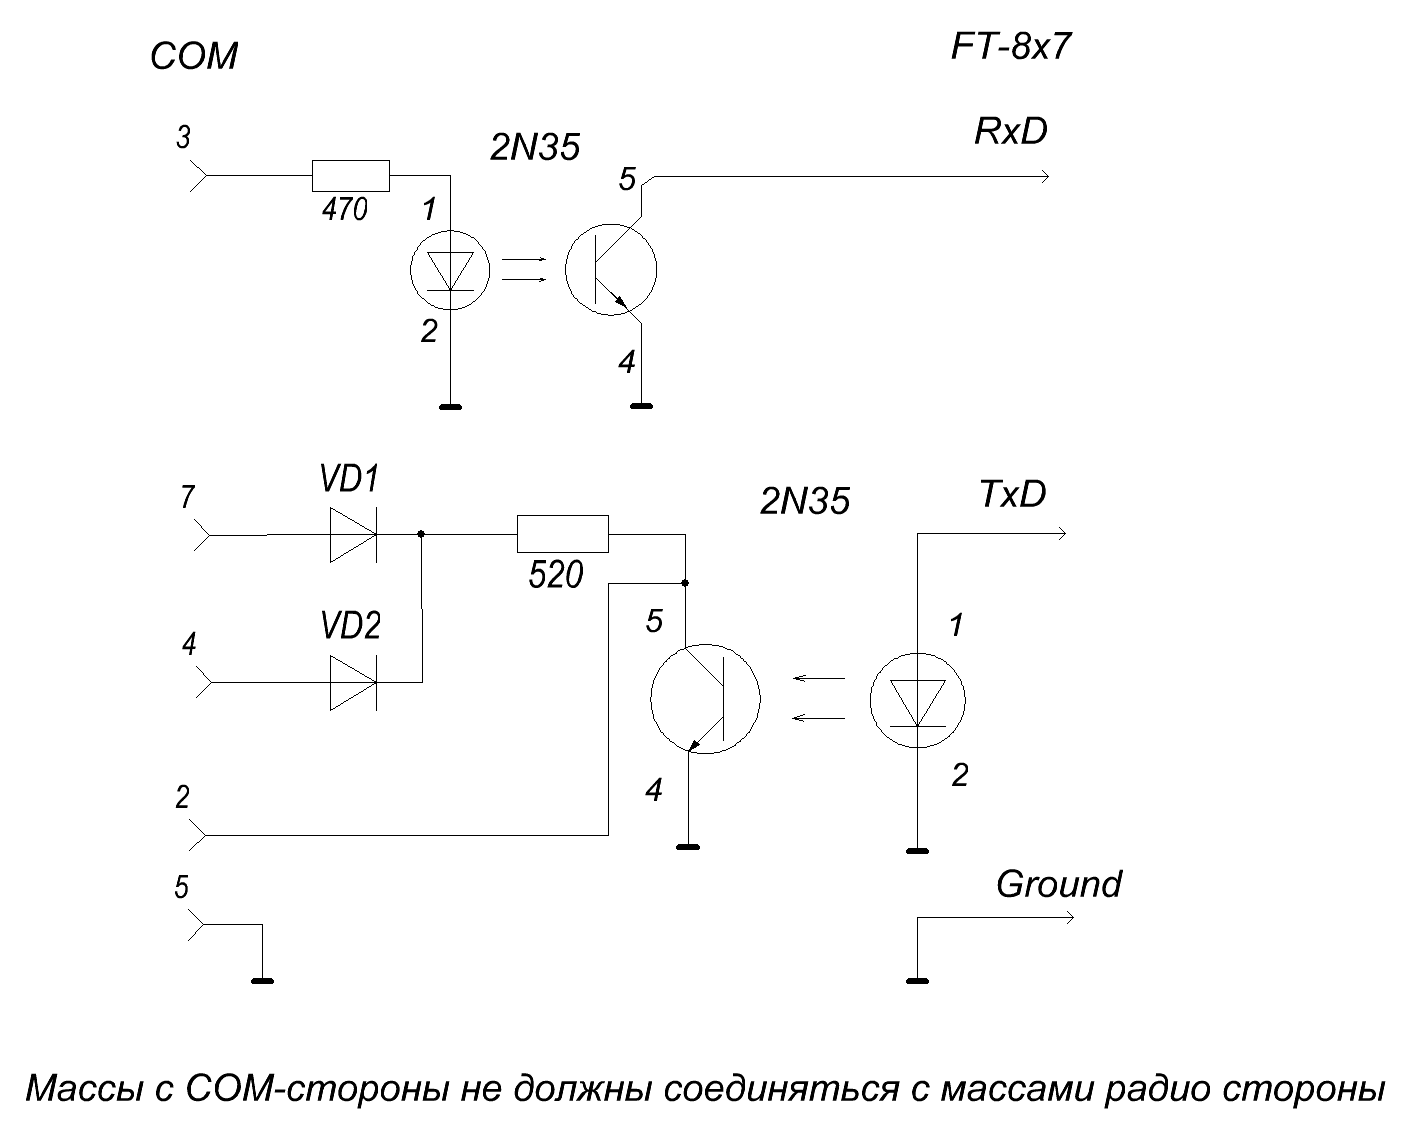 COM
FT-8x7
3
2N35
RxD
470
1
5
2
4
7
VD1
2N35
TxD
520
4
VD2
5
1
2
4
2
5
Ground
Массы с COM-стороны не должны соединяться с массами радио стороны